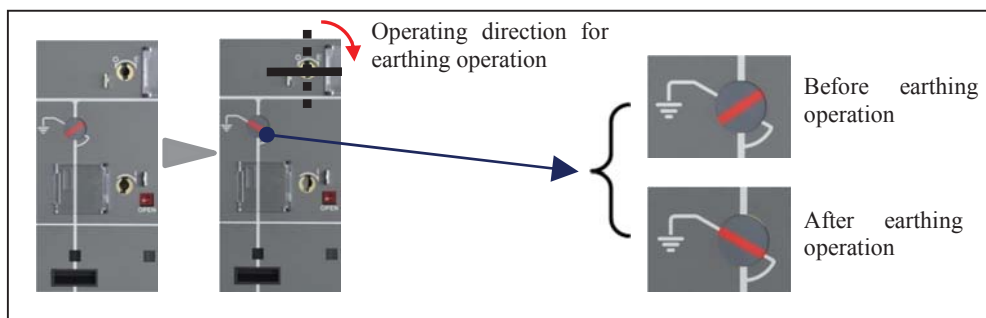 Operating direction for
earthing operation
Before earthing
operation
After earthing
operation
OPEN
OPEN